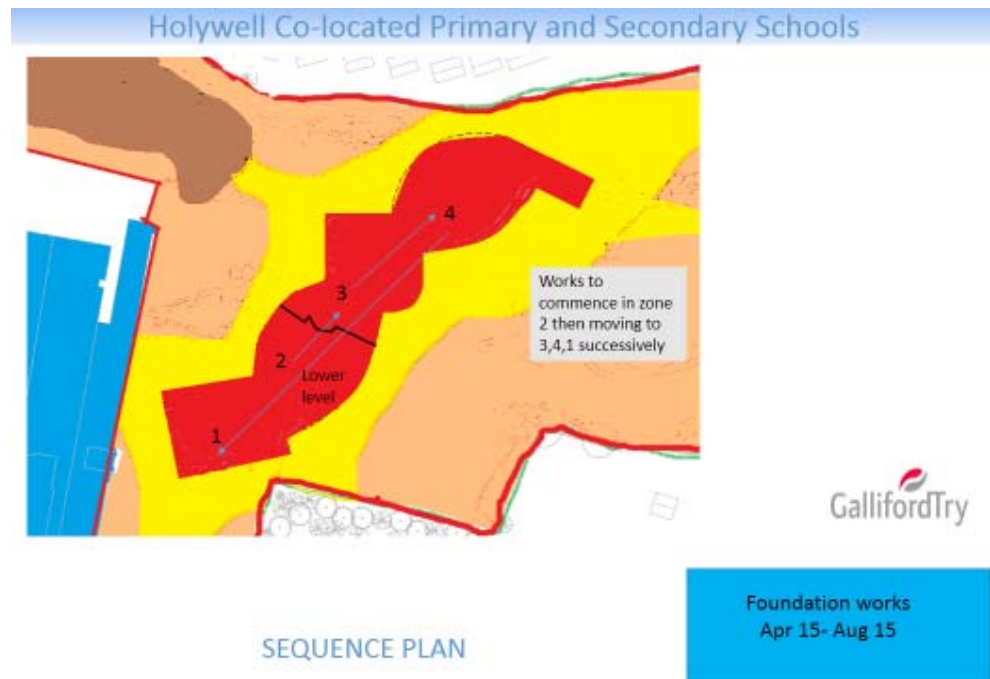 Holywell Co-located Primary and Secondary Schools
4
3
2
Lower
level
1
Works to
commence in zone
2 then moving to
3,4,1 successively
GallifordTry
Foundation works
Apr 15- Aug 15
SEQUENCE PLAN